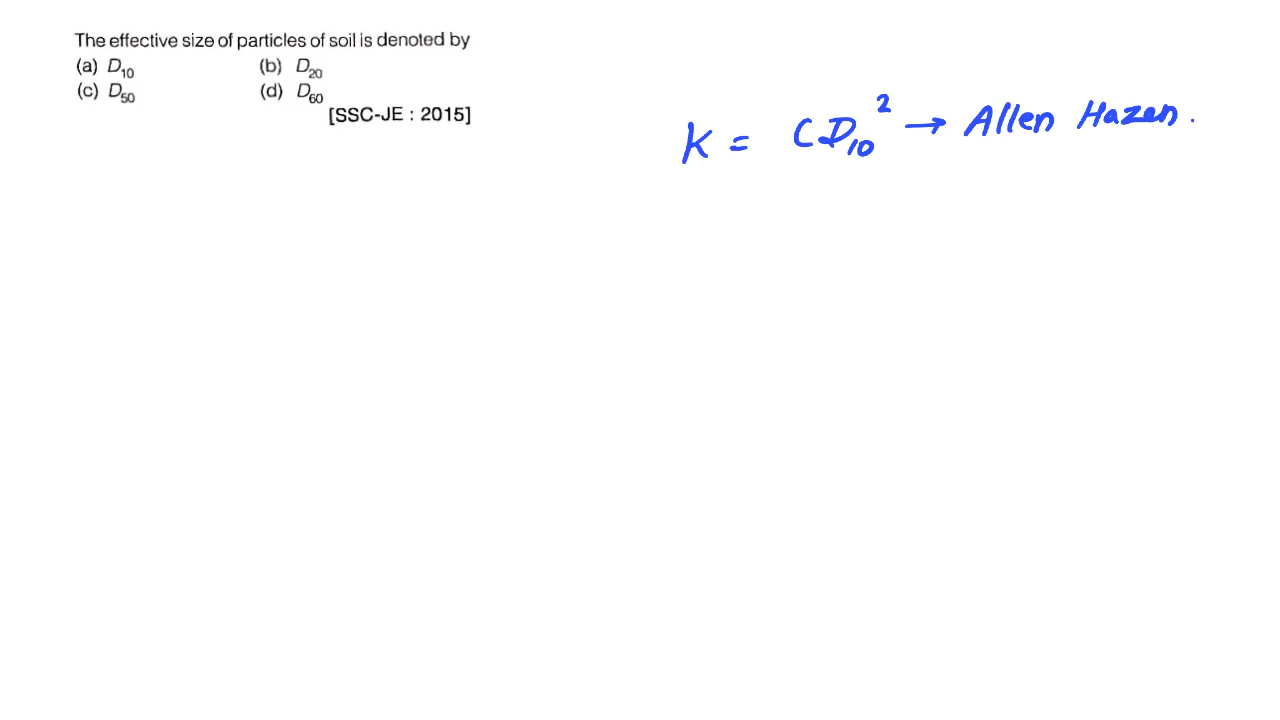 The effective size of particles of soil is denoted by
(a) D₁₀ (b) D₂₀
(c) D₅₀ (d) D₆₀
[SSC-JE : 2015]
K = CD₁₀² → Allen Hazen.